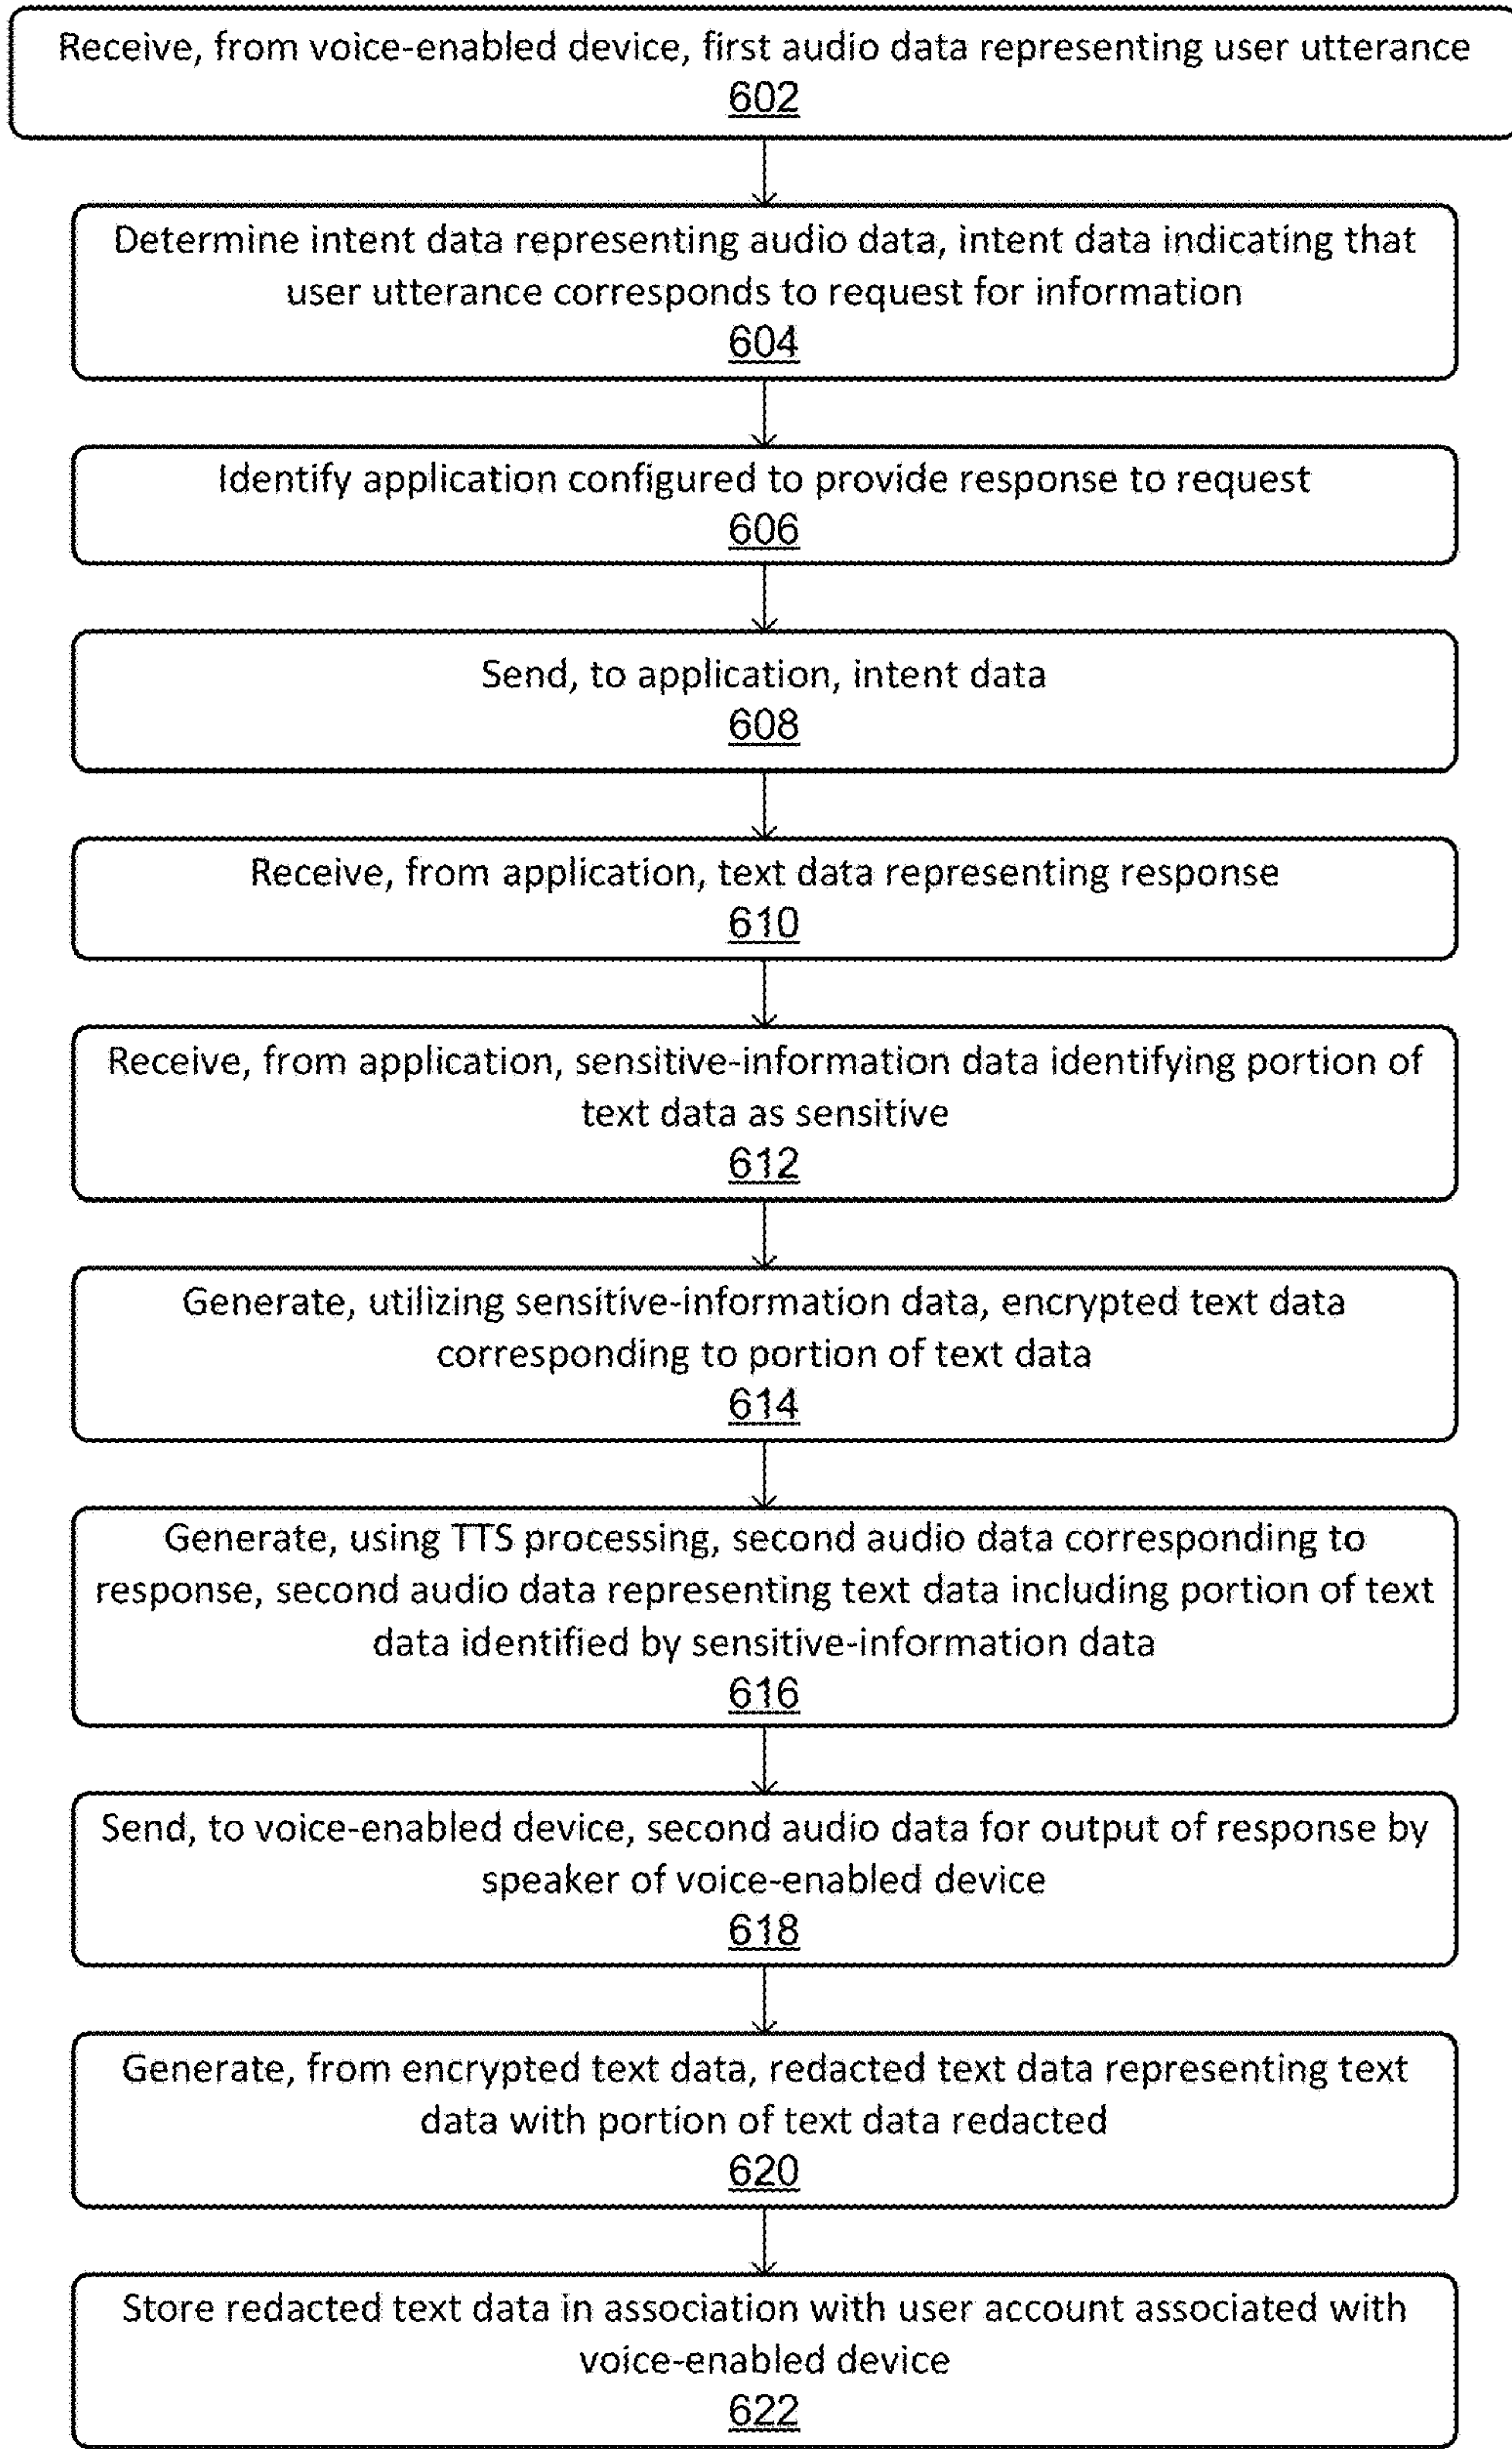 Receive, from voice-enabled device, first audio data representing user utterance
602
Determine intent data representing audio data, intent data indicating that
user utterance corresponds to request for information
604
Identify application configured to provide response to request
606
Send, to application, intent data
608
Receive, from application, text data representing response
610
Receive, from application, sensitive-information data identifying portion of
text data as sensitive
612
Generate, utilizing sensitive-information data, encrypted text data
corresponding to portion of text data
614
Generate, using TTS processing, second audio data corresponding to
response, second audio data representing text data including portion of text
data identified by sensitive-information data
616
Send, to voice-enabled device, second audio data for output of response by
speaker of voice-enabled device
618
Generate, from encrypted text data, redacted text data representing text
data with portion of text data redacted
620
Store redacted text data in association with user account associated with
voice-enabled device
622